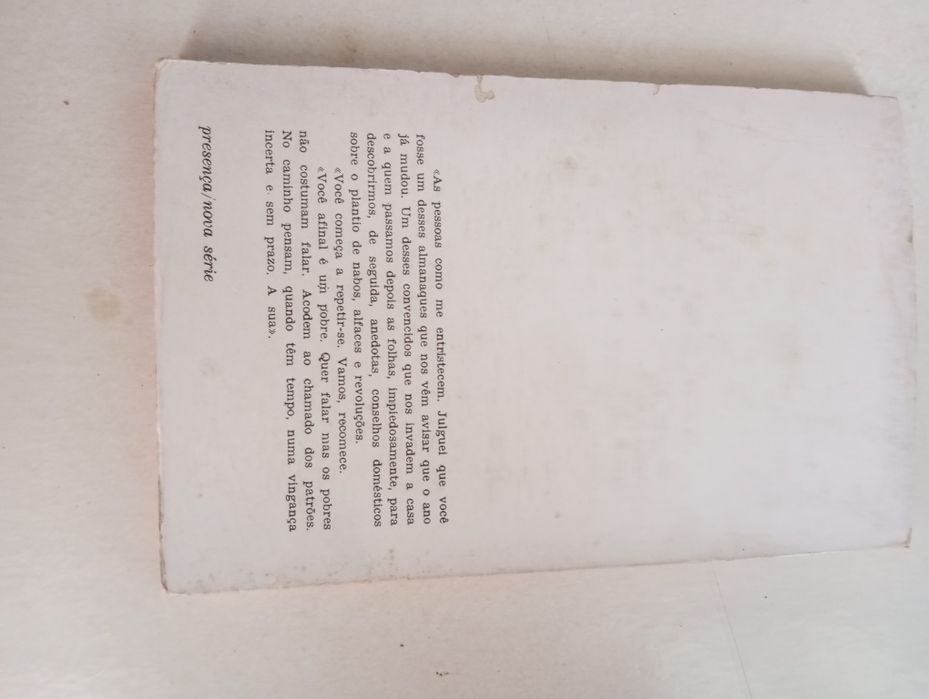 «As pessoas como me entristecem. Julguei que você
fosse um desses almanaques que nos vêm avisar que o ano
já mudou. Um desses convencidos que nos invadem a casa
e a quem passamos depois as folhas, impiedosamente, para
descobrirmos, de seguida, anedotas, conselhos domésticos
sobre o plantio de nabos, alfaces e revoluções.
«Você começa a repetir-se. Vamos, recomece.
«Você afinal é um pobre. Quer falar mas os pobres
não costumam falar. Acodem ao chamado dos patrões.
No caminho pensam, quando têm tempo, numa vingança
incerta e sem prazo. A sua».
presença/nova série